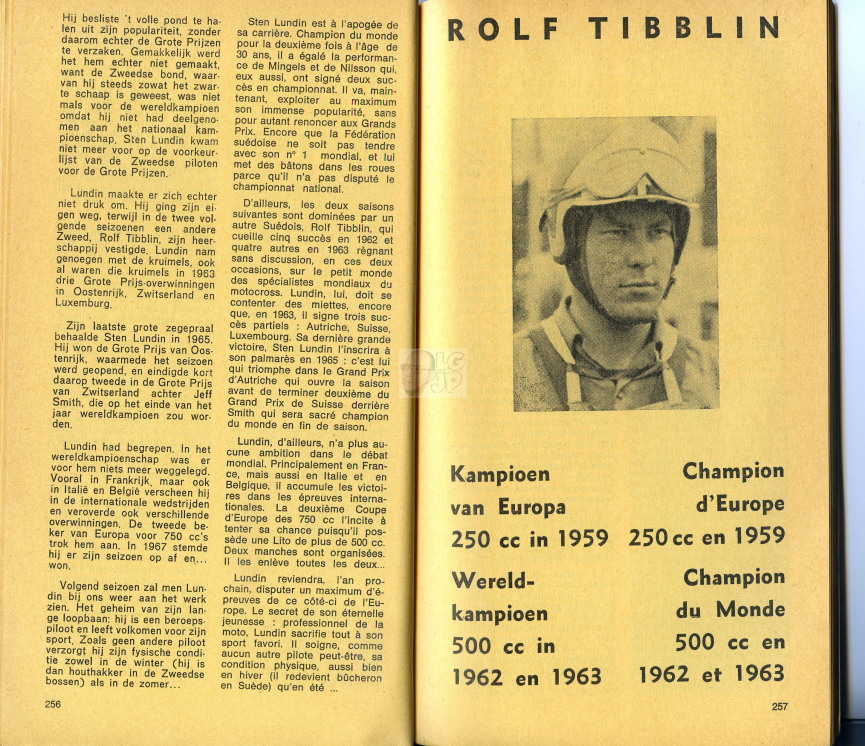 Hij besliste 't volle pond te ha-
len uit zijn populariteit, zonder
daarom echter de Grote Prijzen
te verzaken. Gemakkelijk werd
het hem echter niet gemaakt,
want de Zweedse bond, waar-
van hij steeds zowat het zwar-
te schaap is geweest, was niet
mals voor de wereldkampioen
omdat hij niet had deelgeno-
men aan het nationaal kam-
pioenschap. Sten Lundin kwam
niet meer voor op de voorkeur-
lijst van de Zweedse piloten
voor de Grote Prijzen.
Lundin maakte er zich echter
niet druk om. Hij ging zijn ei-
gen weg, terwijl in de twee vol-
gende seizoenen een andere
Zweed, Rolf Tibblin, zijn heer-
schappij vestigde. Lundin nam
genoegen met de kruimels, ook
al waren die kruimels in 1963
drie Grote Prijs-overwinningen
in Oostenrijk, Zwitserland en
Luxemburg.
Zijn laatste grote zegepraal
behaalde Sten Lundin in 1965.
Hij won de Grote Prijs van Oos-
tenrijk, waarmede het seizoen
werd geopend, en eindigde kort
daarop tweede in de Grote Prijs
van Zwitserland achter Jeff
Smith, die op het einde van het
jaar wereldkampioen zou wor-
den.
Lundin had begrepen. In het
wereldkampioenschap was er
voor hem niets meer weggelegd.
Vooral in Frankrijk, maar ook
in Italië en België verscheen hij
in de internationale wedstrijden
en veroverde ook verschillende
overwinningen. De tweede be-
ker van Europa voor 750 cc's
trok hem aan. In 1967 stemde
hij er zijn seizoen op af en...
won.
Volgend seizoen zal men Lun-
din bij ons weer aan het werk
zien. Het geheim van zijn lan-
ge loopbaan: hij is een beroeps-
piloot en leeft volkomen voor zijn
sport. Zoals geen andere piloot
verzorgt hij zijn fysische condi-
tie zowel in de winter (hij is
dan houthakker in de Zweedse
bossen) als in de zomer...
256
Sten Lundin est à l'apogée de
sa carrière. Champion du monde
pour la deuxième fois à l'âge de
30 ans, il a égalé la performan-
ce de Mingels et de Nilsson qui,
eux aussi, ont signé deux suc-
cès en championnat. Il va, main-
tenant, exploiter au maximum
son immense popularité, sans
pour autant renoncer aux Grands
Prix. Encore que la Fédération
suédoise ne soit pas tendre
avec son n° 1 mondial, et lui
met des bâtons dans les roues
parce qu'il n'a pas disputé le
championnat national.
D'ailleurs, les deux saisons
suivantes sont dominées par un
autre Suédois, Rolf Tibblin, qui
cueille cinq succès en 1962 et
quatre autres en 1963 règnant
sans discussion, en ces deux
occasions, sur le petit monde
des spécialistes mondiaux du
motocross. Lundin, lui, doit se
contenter des miettes, encore
que, en 1963, il signe trois suc-
cès partiels : Autriche, Suisse,
Luxembourg. Sa dernière grande
victoire, Sten Lundin l'inscrira à
son palmarès en 1965 : c'est lui
qui triomphe dans le Grand Prix
d'Autriche qui ouvre la saison
avant de terminer deuxième du
Grand Prix de Suisse derrière
Smith qui sera sacré champion
du monde en fin de saison.
Lundin, d'ailleurs, n'a plus au-
cune ambition dans le débat
mondial. Principalement en Fran-
ce, mais aussi en Italie et en
Belgique, il accumule les victoi-
res dans les épreuves interna-
tionales. La deuxième Coupe
d'Europe des 750 cc l'incite à
tenter sa chance puisqu'il pos-
sède une Lito de plus de 500 cc.
Deux manches sont organisées.
Il les enlève toutes les deux...
Lundin reviendra, l'an pro-
chain, disputer un maximum d'é-
preuves de ce côté-ci de l'Eu-
rope. Le secret de son éternelle
jeunesse : professionnel de la
moto, Lundin sacrifie tout à son
sport favori. Il soigne, comme
aucun autre pilote peut-être, sa
condition physique, aussi bien
en hiver (il redevient bûcheron
en Suède) qu'en été ...
ROLF TIBBLIN
LG
JP
Kampioen
van Europa
250 cc in 1959
Wereld-
kampioen
500 cc in
1962 en 1963
Champion
d'Europe
250 cc en 1959
Champion
du Monde
500 cc en
1962 et 1963
257